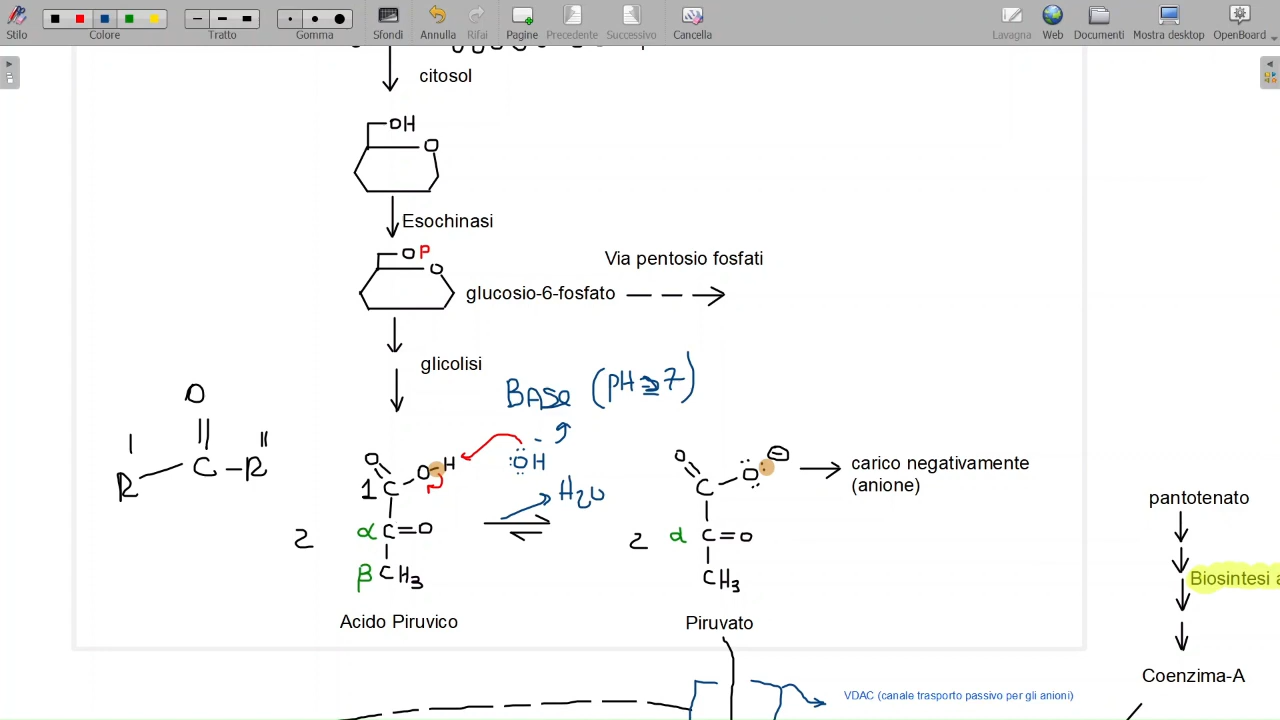 Stilo
Colore
Tratto
Gomma
Sfondi
Annulla
Rifai
Pagine
Precedente
Successivo
Cancella
Lavagna
Web
Documenti
Mostra desktop
OpenBoard
citosol
OH
O
Esochinasi
O P
O
glucosio-6-fosfato
Via pentosio fosfati
glicolisi
BASE (pH ≥ 7)
O
R' C R''
O O H
:OH -
1 C
H2O
2 α C=O
β CH3
Acido Piruvico
O O -
C
2 α C=O
CH3
Piruvato
carico negativamente
(anione)
pantotenato
Biosintesi a
Coenzima-A
VDAC (canale trasporto passivo per gli anioni)